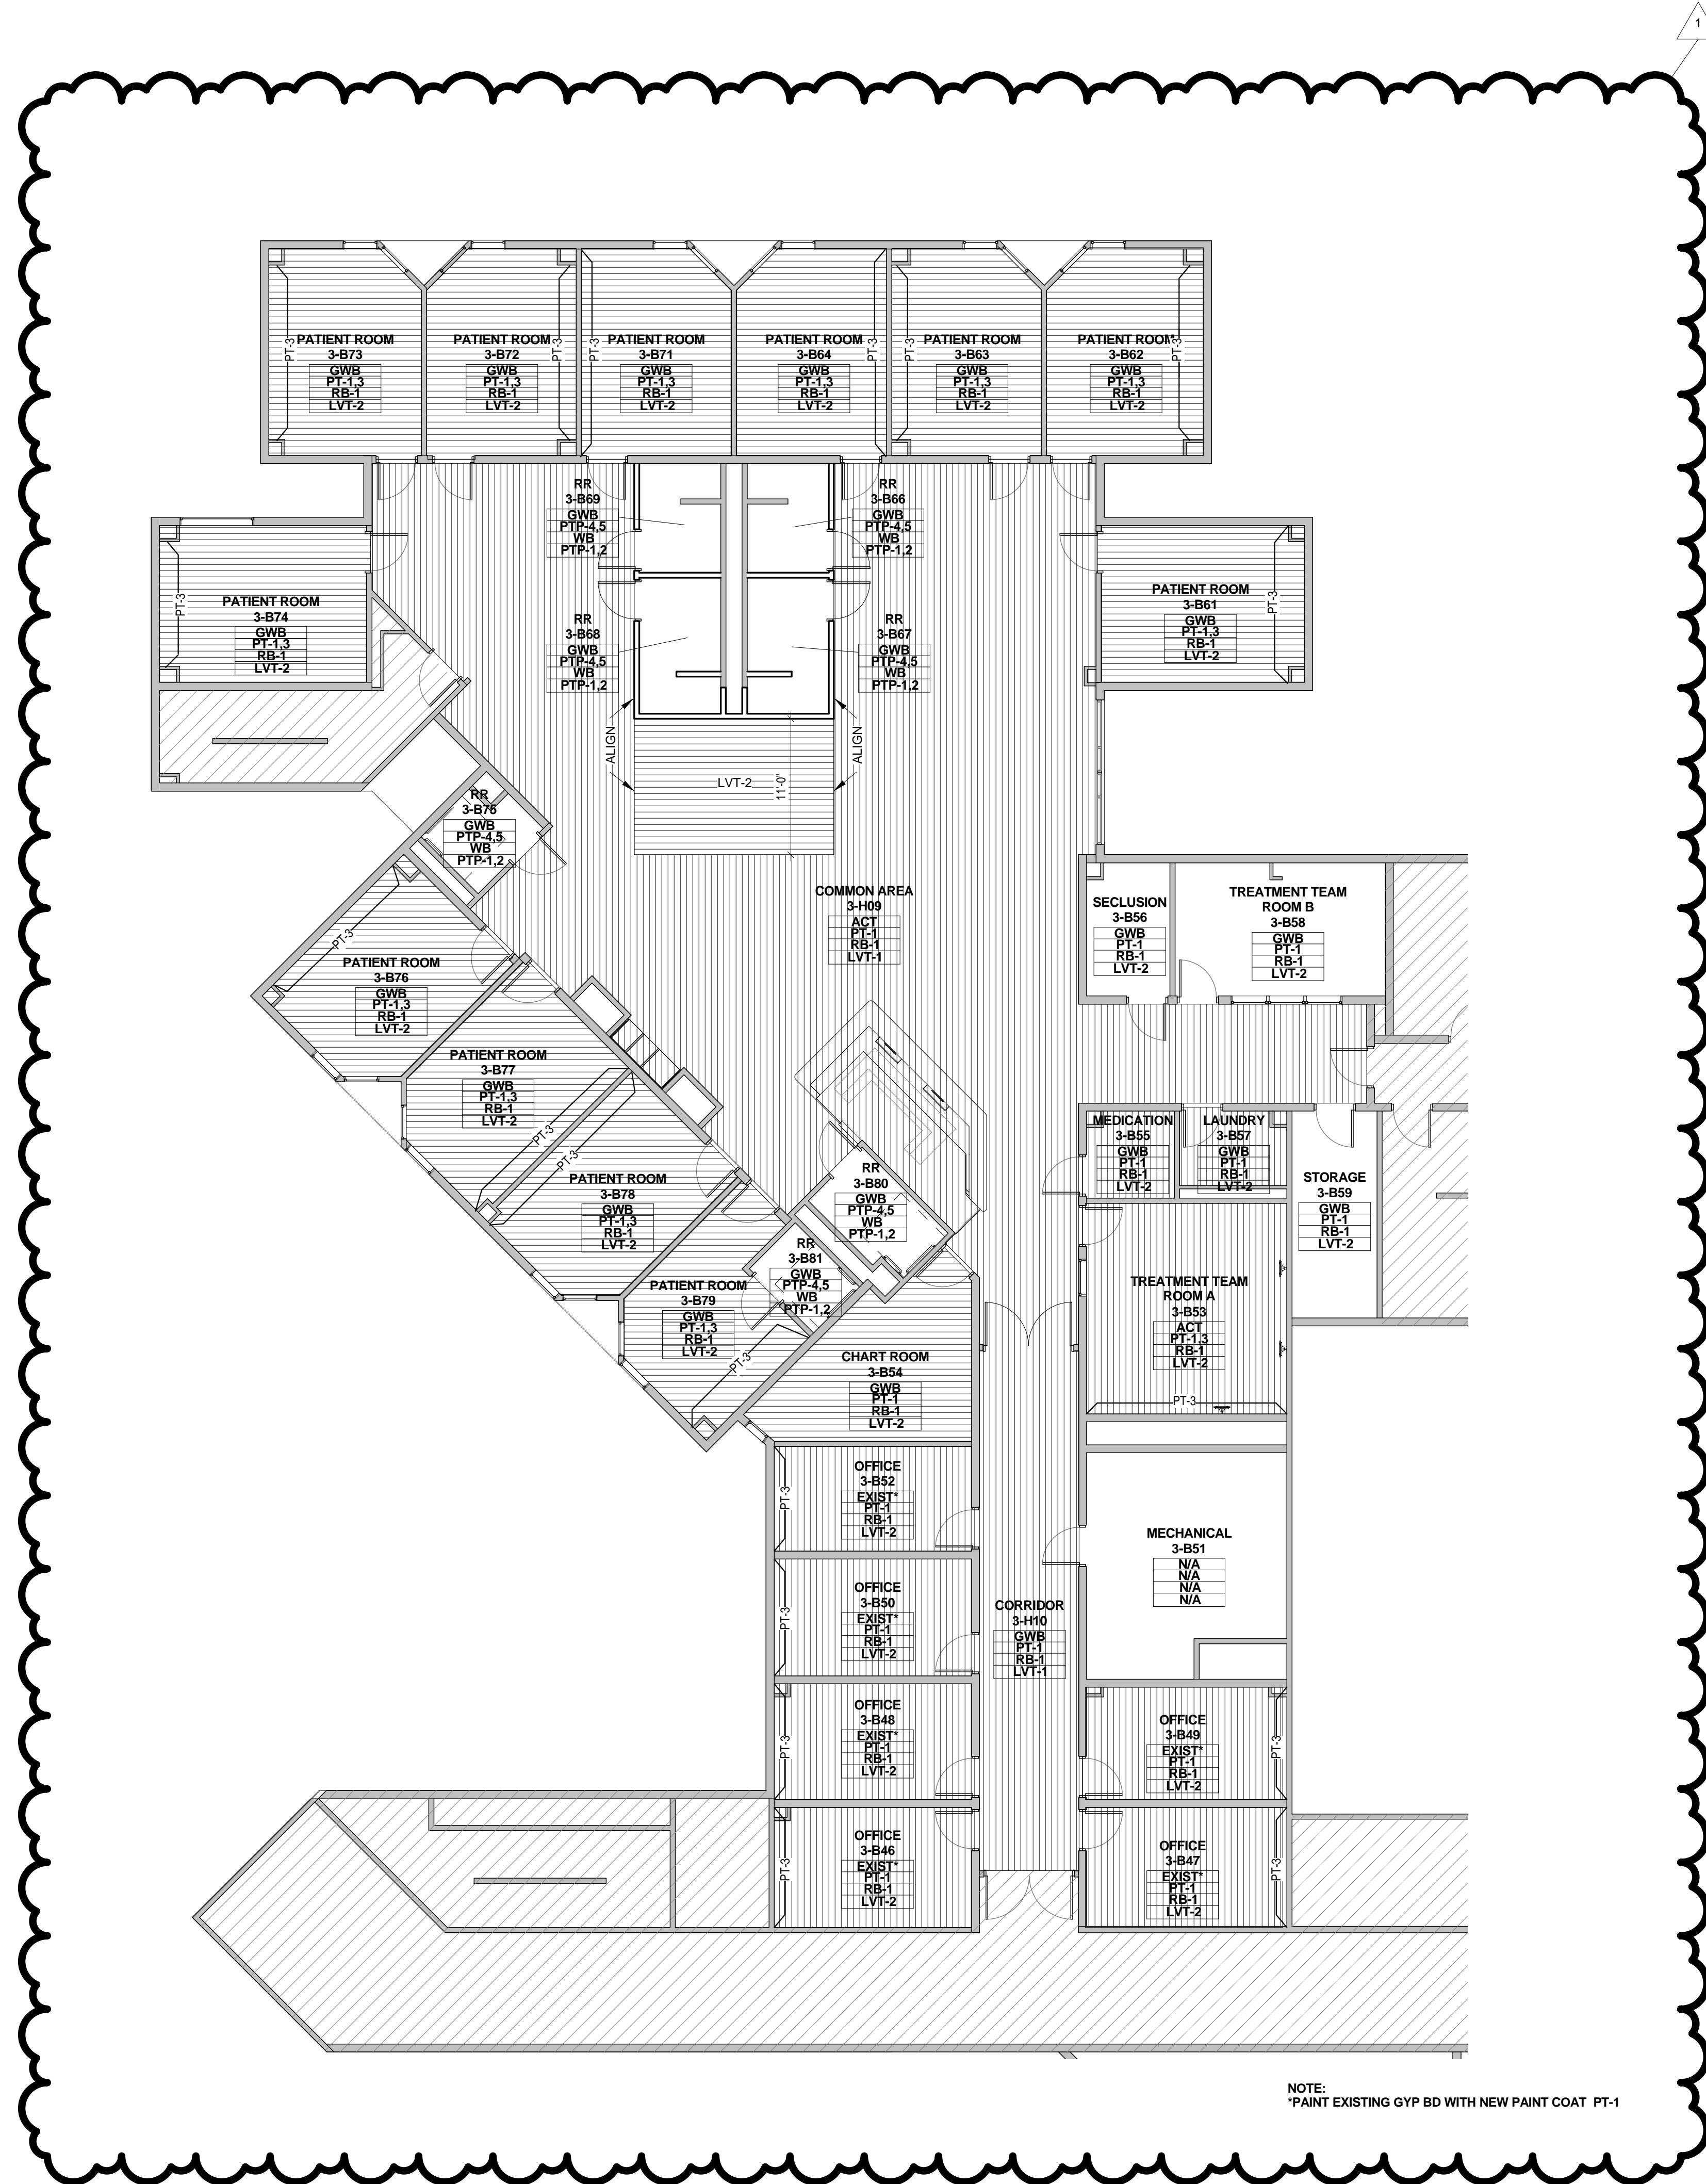 1
PATIENT ROOM
3-B73
GWB
PT-1,3
RB-1
LVT-2
PT-3
PATIENT ROOM
3-B72
GWB
PT-1,3
RB-1
LVT-2
PT-3
PATIENT ROOM
3-B71
GWB
PT-1,3
RB-1
LVT-2
PT-3
PATIENT ROOM
3-B64
GWB
PT-1,3
RB-1
LVT-2
PT-3
PATIENT ROOM
3-B63
GWB
PT-1,3
RB-1
LVT-2
PT-3
PATIENT ROOM
3-B62
GWB
PT-1,3
RB-1
LVT-2
PT-3
RR
3-B69
GWB
PTP-4,5
WB
PTP-1,2
RR
3-B66
GWB
PTP-4,5
WB
PTP-1,2
PATIENT ROOM
3-B74
GWB
PT-1,3
RB-1
LVT-2
PT-3
RR
3-B68
GWB
PTP-4,5
WB
PTP-1,2
RR
3-B67
GWB
PTP-4,5
WB
PTP-1,2
PATIENT ROOM
3-B61
GWB
PT-1,3
RB-1
LVT-2
PT-3
ALIGN
ALIGN
LVT-2
11'-0"
RR
3-B75
GWB
PTP-4,5
WB
PTP-1,2
COMMON AREA
3-H09
ACT
PT-1
RB-1
LVT-1
SECLUSION
3-B56
GWB
PT-1
RB-1
LVT-2
TREATMENT TEAM
ROOM B
3-B58
GWB
PT-1
RB-1
LVT-2
PT-3
PATIENT ROOM
3-B76
GWB
PT-1,3
RB-1
LVT-2
PATIENT ROOM
3-B77
GWB
PT-1,3
RB-1
LVT-2
PT-3
PT-3
PATIENT ROOM
3-B78
GWB
PT-1,3
RB-1
LVT-2
MEDICATION
3-B55
GWB
PT-1
RB-1
LVT-2
LAUNDRY
3-B57
GWB
PT-1
RB-1
LVT-2
STORAGE
3-B59
GWB
PT-1
RB-1
LVT-2
RR
3-B80
GWB
PTP-4,5
WB
PTP-1,2
RR
3-B81
GWB
PTP-4,5
WB
PTP-1,2
PATIENT ROOM
3-B79
GWB
PT-1,3
RB-1
LVT-2
PT-3
TREATMENT TEAM
ROOM A
3-B53
ACT
PT-1,3
RB-1
LVT-2
PT-3
CHART ROOM
3-B54
GWB
PT-1
RB-1
LVT-2
OFFICE
3-B52
EXIST*
PT-1
RB-1
LVT-2
PT-3
MECHANICAL
3-B51
N/A
N/A
N/A
N/A
OFFICE
3-B50
EXIST*
PT-1
RB-1
LVT-2
PT-3
CORRIDOR
3-H10
GWB
PT-1
RB-1
LVT-1
OFFICE
3-B48
EXIST*
PT-1
RB-1
LVT-2
PT-3
OFFICE
3-B49
EXIST*
PT-1
RB-1
LVT-2
PT-3
OFFICE
3-B46
EXIST*
PT-1
RB-1
LVT-2
PT-3
OFFICE
3-B47
EXIST*
PT-1
RB-1
LVT-2
PT-3
NOTE:
*PAINT EXISTING GYP BD WITH NEW PAINT COAT PT-1